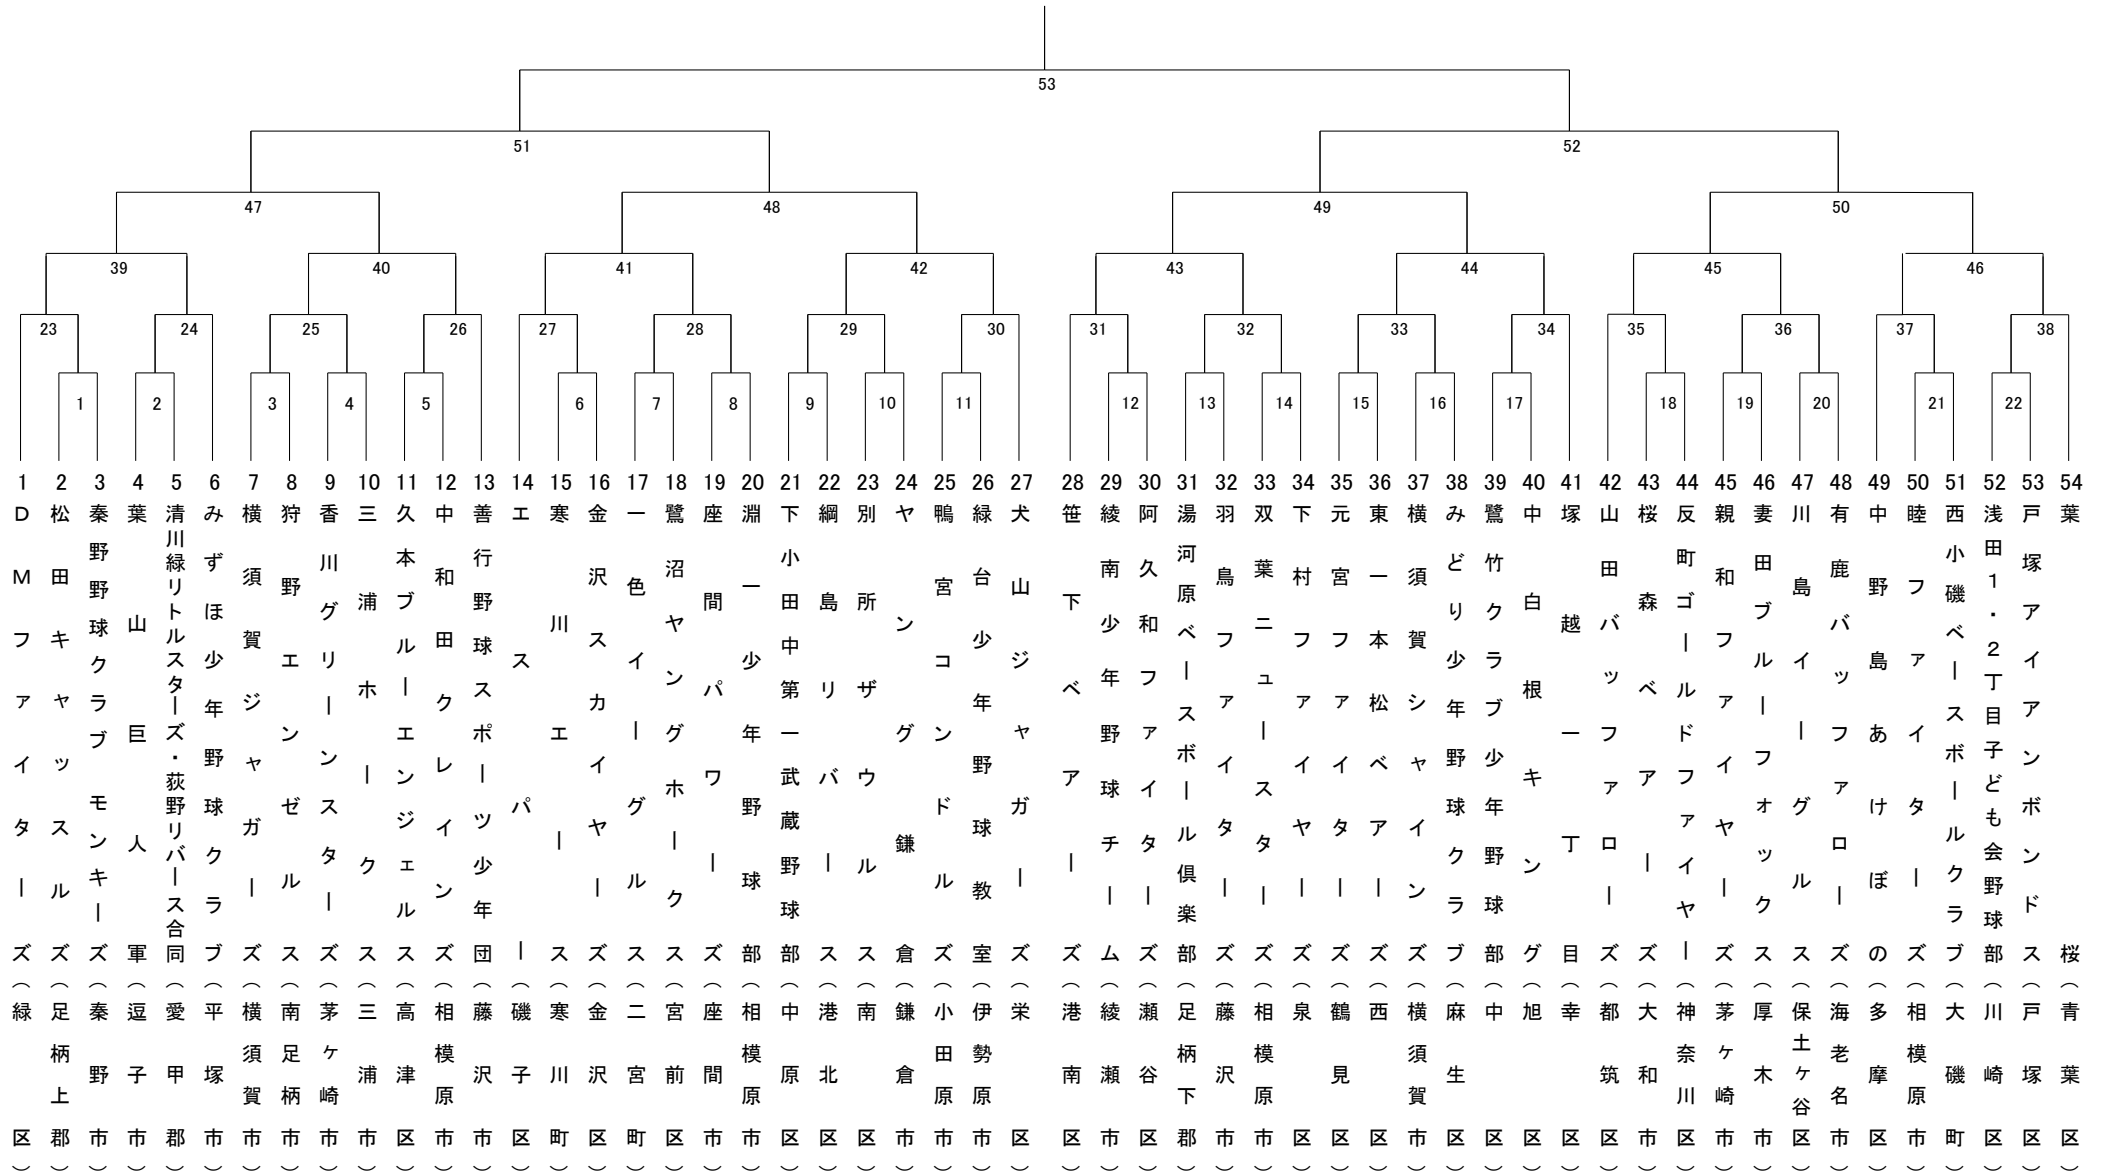 53
51
52
47
48
49
50
39
40
41
42
43
44
45
46
23
24
25
26
27
28
29
30
31
32
33
34
35
36
37
38
1
2
3
4
5
6
7
8
9
10
11
12
13
14
15
16
17
18
19
20
21
22
1 DMファイターズ（緑区）
2 松田キャッスルズ（足柄上郡）
3 秦野野球クラブ モンキーズ（秦野市）
4 葉山巨人軍（逗子市）
5 清川緑リトルスターズ・荻野リバース合同（愛甲郡）
6 みずほ少年野球クラブ（平塚市）
7 横須賀ジャガーズ（横須賀市）
8 狩野エンゼルス（南足柄市）
9 香川グリーンスターズ（茅ヶ崎市）
10 三浦ホークス（三浦市）
11 久本ブルーエンジェルス（高津区）
12 中和田クレインズ（相模原市）
13 善行野球スポーツ少年団（藤沢市）
14 エスパー（磯子区）
15 寒川エースス（寒川町）
16 金沢スカイヤーズ（金沢区）
17 一色イーグルス（二宮町）
18 鷺沼ヤングホークス（宮前区）
19 座間パワーズ（座間市）
20 淵一少年野球部（相模原市）
21 下小田中第一武蔵野球部（中原区）
22 綱島リバース（港北区）
23 別所ザウルス（南区）
24 ヤング鎌倉（鎌倉市）
25 鴨宮コンドルズ（小田原市）
26 緑台少年野球教室（伊勢原市）
27 犬山ジャガーズ（栄区）
28 笹下ベアーズ（港南区）
29 綾南少年野球チーム（綾瀬市）
30 阿久和ファイターズ（瀬谷区）
31 湯河原ベースボール倶楽部（足柄下郡）
32 羽鳥ファイターズ（藤沢市）
33 双葉ニュースターズ（相模原市）
34 下村ファイヤーズ（泉区）
35 元宮ファイターズ（鶴見区）
36 東一本松ベアーズ（西区）
37 横須賀シャインズ（横須賀市）
38 みどり少年野球クラブ（麻生区）
39 鷺竹クラブ少年野球部（中区）
40 中白根キング（旭区）
41 塚越一丁目（幸区）
42 山田バッファローズ（都筑区）
43 桜森ベアーズ（大和市）
44 反町ゴールドファイヤー（神奈川区）
45 親和ファイヤーズ（茅ヶ崎市）
46 妻田ブルーフォックス（厚木市）
47 川島イーグルス（保土ヶ谷区）
48 有鹿バッファローズ（海老名市）
49 中野島あけぼの（多摩区）
50 睦ファイターズ（相模原市）
51 西小磯ベースボールクラブ（大磯町）
52 浅田1・2丁目子ども会野球部（川崎区）
53 戸塚アイアンボンドス（戸塚区）
54 葉桜（青葉区）